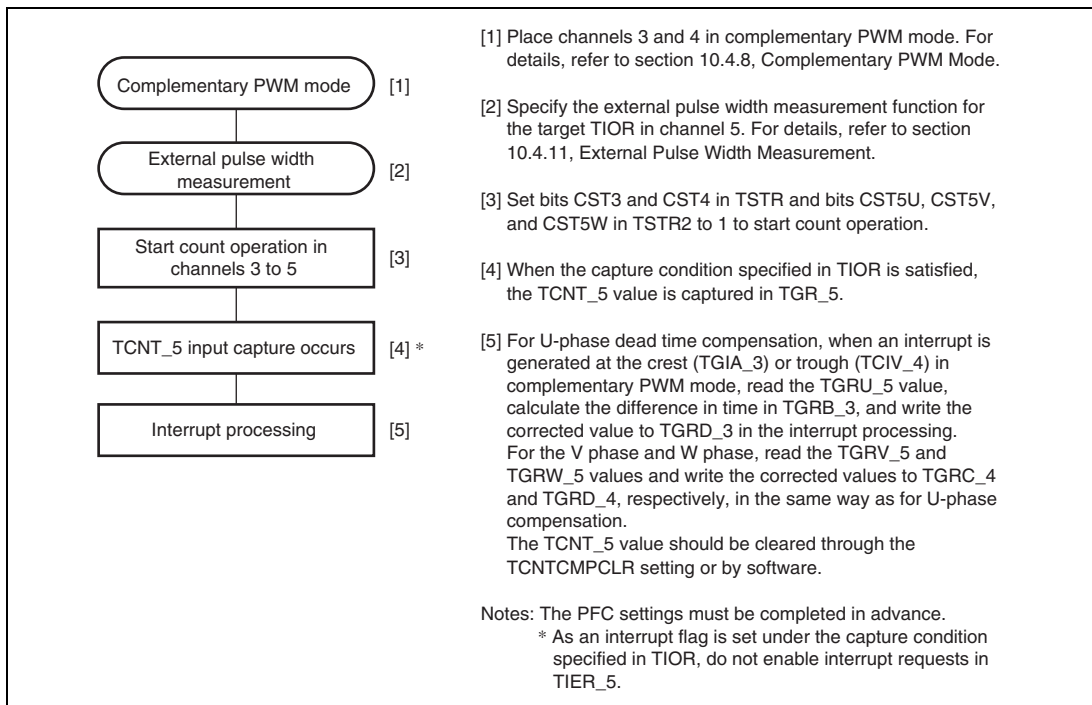 Complementary PWM mode [1]
External pulse width
measurement [2]
Start count operation in
channels 3 to 5 [3]
TCNT_5 input capture occurs [4] *
Interrupt processing [5]
[1] Place channels 3 and 4 in complementary PWM mode. For
details, refer to section 10.4.8, Complementary PWM Mode.
[2] Specify the external pulse width measurement function for
the target TIOR in channel 5. For details, refer to section
10.4.11, External Pulse Width Measurement.
[3] Set bits CST3 and CST4 in TSTR and bits CST5U, CST5V,
and CST5W in TSTR2 to 1 to start count operation.
[4] When the capture condition specified in TIOR is satisfied,
the TCNT_5 value is captured in TGR_5.
[5] For U-phase dead time compensation, when an interrupt is
generated at the crest (TGIA_3) or trough (TCIV_4) in
complementary PWM mode, read the TGRU_5 value,
calculate the difference in time in TGRB_3, and write the
corrected value to TGRD_3 in the interrupt processing.
For the V phase and W phase, read the TGRV_5 and
TGRW_5 values and write the corrected values to TGRC_4
and TGRD_4, respectively, in the same way as for U-phase
compensation.
The TCNT_5 value should be cleared through the
TCNTCMPCLR setting or by software.
Notes: The PFC settings must be completed in advance.
* As an interrupt flag is set under the capture condition
specified in TIOR, do not enable interrupt requests in
TIER_5.